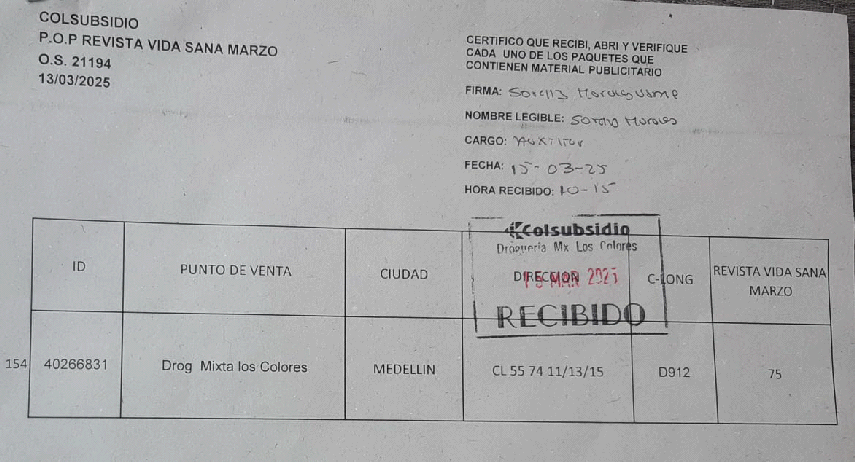 COLSUBSIDIO
P.O.P REVISTA VIDA SANA MARZO
O.S. 21194
13/03/2025
CERTIFICO QUE RECIBI, ABRI Y VERIFIQUE
CADA UNO DE LOS PAQUETES QUE
CONTIENEN MATERIAL PUBLICITARIO
FIRMA:
NOMBRE LEGIBLE: Morales
CARGO:
FECHA: 15-03-25
HORA RECIBIDO: 10-15
Colsubsidio
Drogueria Mx Los Colores
MAR
RECIBIDO
ID PUNTO DE VENTA CIUDAD DIRECCION C-LONG REVISTA VIDA SANA MARZO
154 40266831 Drog Mixta los Colores MEDELLIN CL 55 74 11/13/15 D912 75